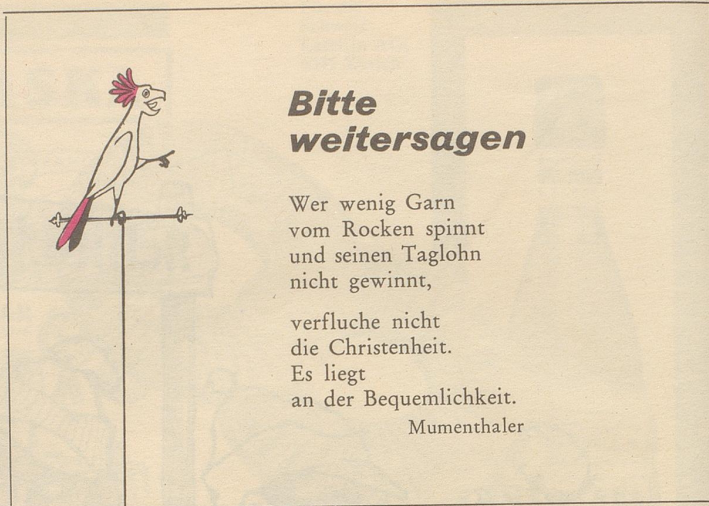 Bitte
weitersagen
Wer wenig Garn
vom Rocken spinnt
und seinen Taglohn
nicht gewinnt,
verfluche nicht
die Christenheit.
Es liegt
an der Bequemlichkeit.
Mumenthaler